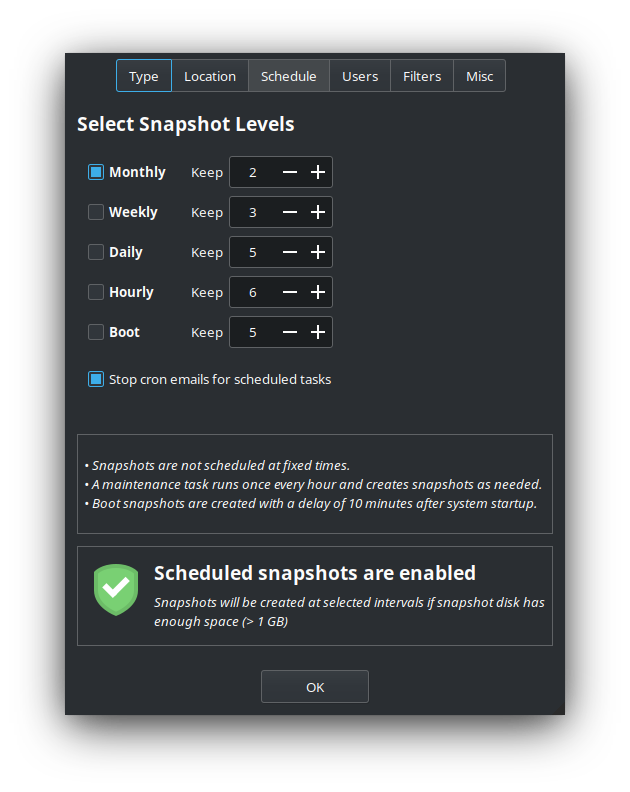 Type Location Schedule Users Filters Misc
Select Snapshot Levels
Monthly Keep 2
Weekly Keep 3
Daily Keep 5
Hourly Keep 6
Boot Keep 5
Stop cron emails for scheduled tasks
• Snapshots are not scheduled at fixed times.
• A maintenance task runs once every hour and creates snapshots as needed.
• Boot snapshots are created with a delay of 10 minutes after system startup.
Scheduled snapshots are enabled
Snapshots will be created at selected intervals if snapshot disk has
enough space (> 1 GB)
OK